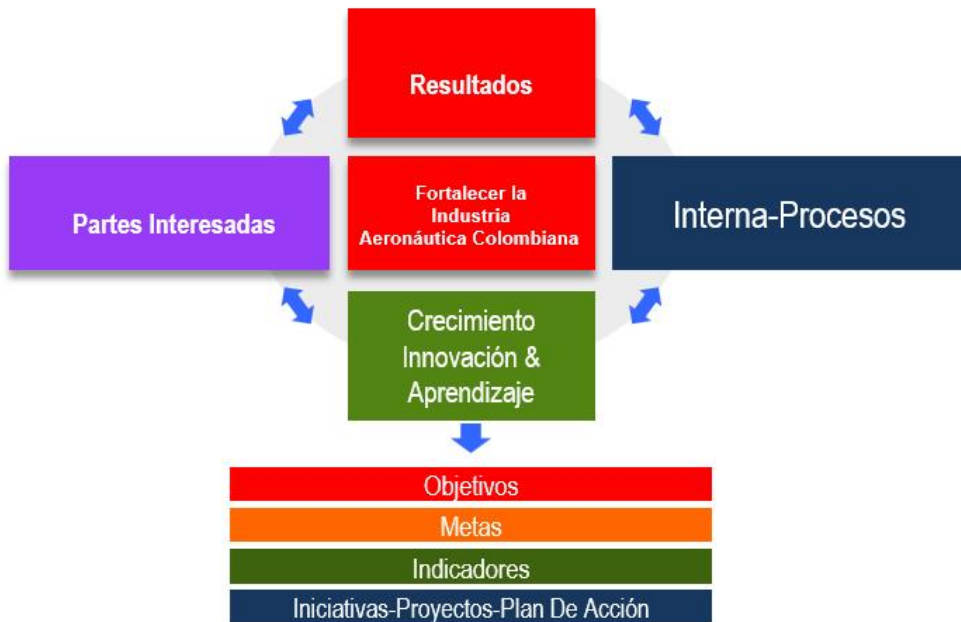 Resultados
Partes Interesadas
Fortalecer la
Industria
Aeronáutica Colombiana
Interna-Procesos
Crecimiento
Innovación &
Aprendizaje
Objetivos
Metas
Indicadores
Iniciativas-Proyectos-Plan De Acción